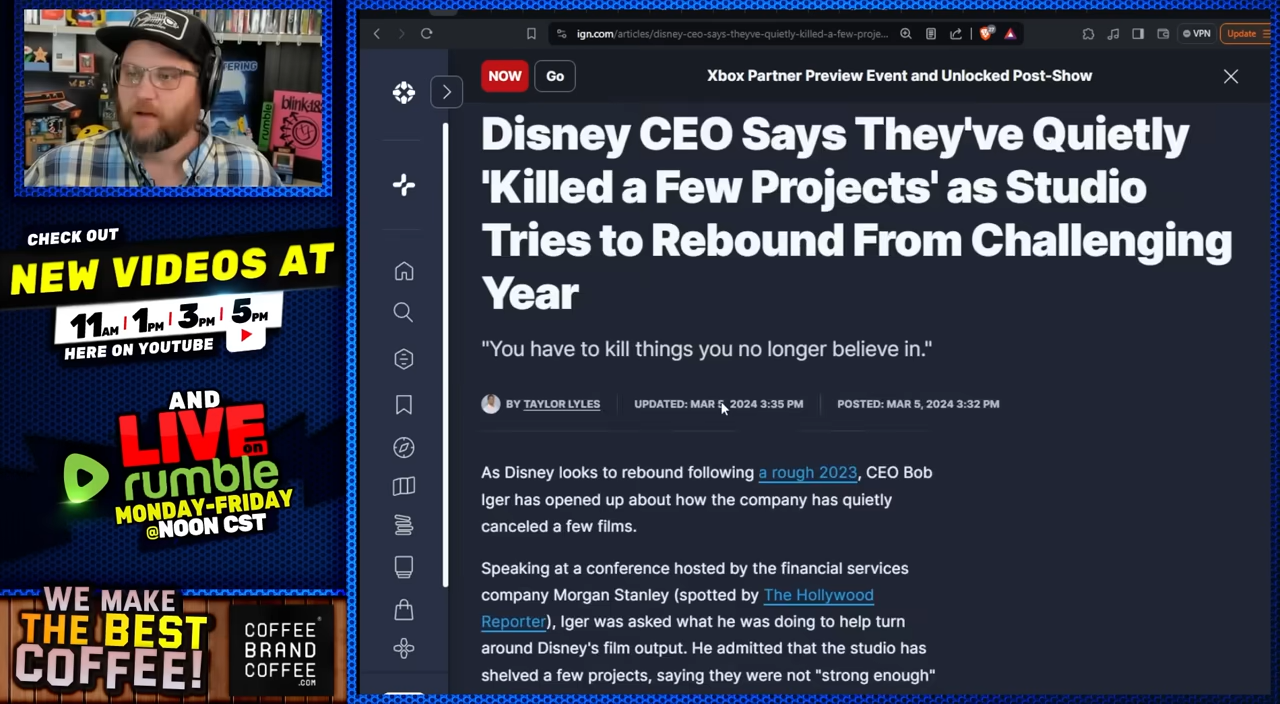 CHECK OUT
NEW VIDEOS AT
11AM | 1PM | 3PM | 5PM
HERE ON YOUTUBE
AND
LIVE on
rumble
MONDAY-FRIDAY
@NOON CST
WE MAKE
THE BEST
COFFEE!
COFFEE
BRAND
COFFEE
.COM
blink-182
rumble
ign.com/articles/disney-ceo-says-theyve-quietly-killed-a-few-proje...
VPN
Update
NOW
Go
Xbox Partner Preview Event and Unlocked Post-Show
Disney CEO Says They've Quietly
'Killed a Few Projects' as Studio
Tries to Rebound From Challenging
Year
"You have to kill things you no longer believe in."
BY TAYLOR LYLES
UPDATED: MAR 5, 2024 3:35 PM
POSTED: MAR 5, 2024 3:32 PM
As Disney looks to rebound following a rough 2023, CEO Bob
Iger has opened up about how the company has quietly
canceled a few films.
Speaking at a conference hosted by the financial services
company Morgan Stanley (spotted by The Hollywood
Reporter), Iger was asked what he was doing to help turn
around Disney's film output. He admitted that the studio has
shelved a few projects, saying they were not "strong enough"